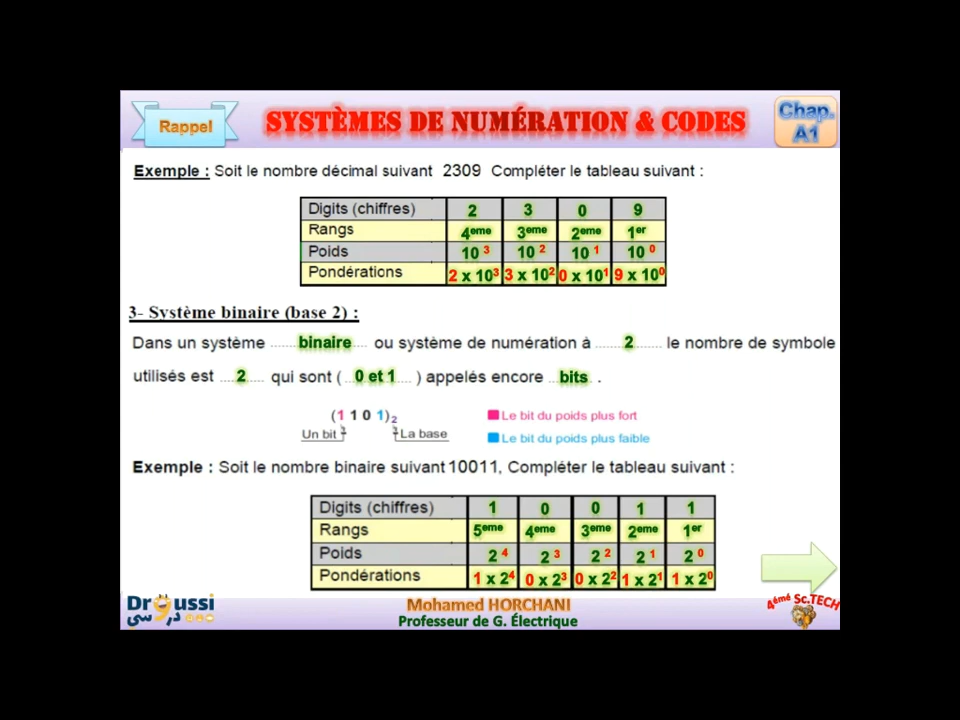 Rappel
SYSTÈMES DE NUMÉRATION & CODES
Chap.
A1
Exemple : Soit le nombre décimal suivant 2309 Compléter le tableau suivant :
Digits (chiffres) 2 3 0 9
Rangs 4eme 3eme 2eme 1er
Poids 10 3 10 2 10 1 10 0
Pondérations 2 x 10³ 3 x 10² 0 x 10¹ 9 x 10⁰
3- Système binaire (base 2) :
Dans un système ........ binaire .... ou système de numération à ........ 2 ....... le nombre de symbole
utilisés est .... 2 .... qui sont ( ... 0 et 1 .... ) appelés encore ... bits .. .
(1 1 0 1)₂
Un bit
La base
Le bit du poids plus fort
Le bit du poids plus faible
Exemple : Soit le nombre binaire suivant 10011, Compléter le tableau suivant :
Digits (chiffres) 1 0 0 1 1
Rangs 5eme 4eme 3eme 2eme 1er
Poids 2 4 2 3 2 2 2 1 2 0
Pondérations 1 x 2⁴ 0 x 2³ 0 x 2² 1 x 2¹ 1 x 2⁰
Droussi
درسي
Mohamed HORCHANI
Professeur de G. Électrique
4émé Sc.TECH